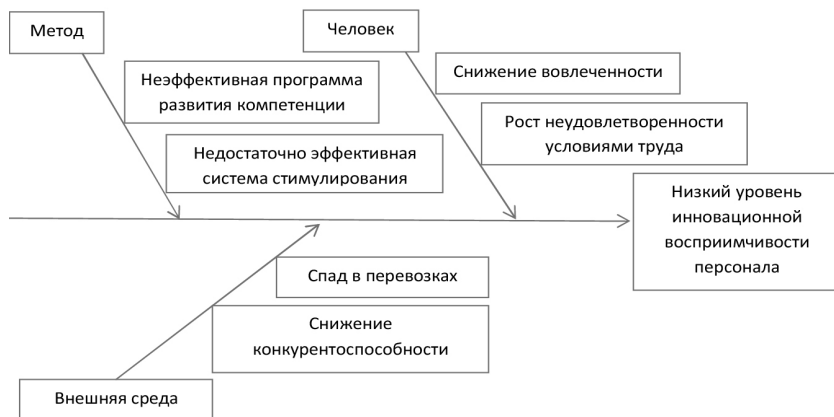 Метод
Человек
Неэффективная программа
развития компетенции
Снижение вовлеченности
Рост неудовлетворенности
условиями труда
Недостаточно эффективная
система стимулирования
Низкий уровень
инновационной
восприимчивости
персонала
Спад в перевозках
Снижение
конкурентоспособности
Внешняя среда